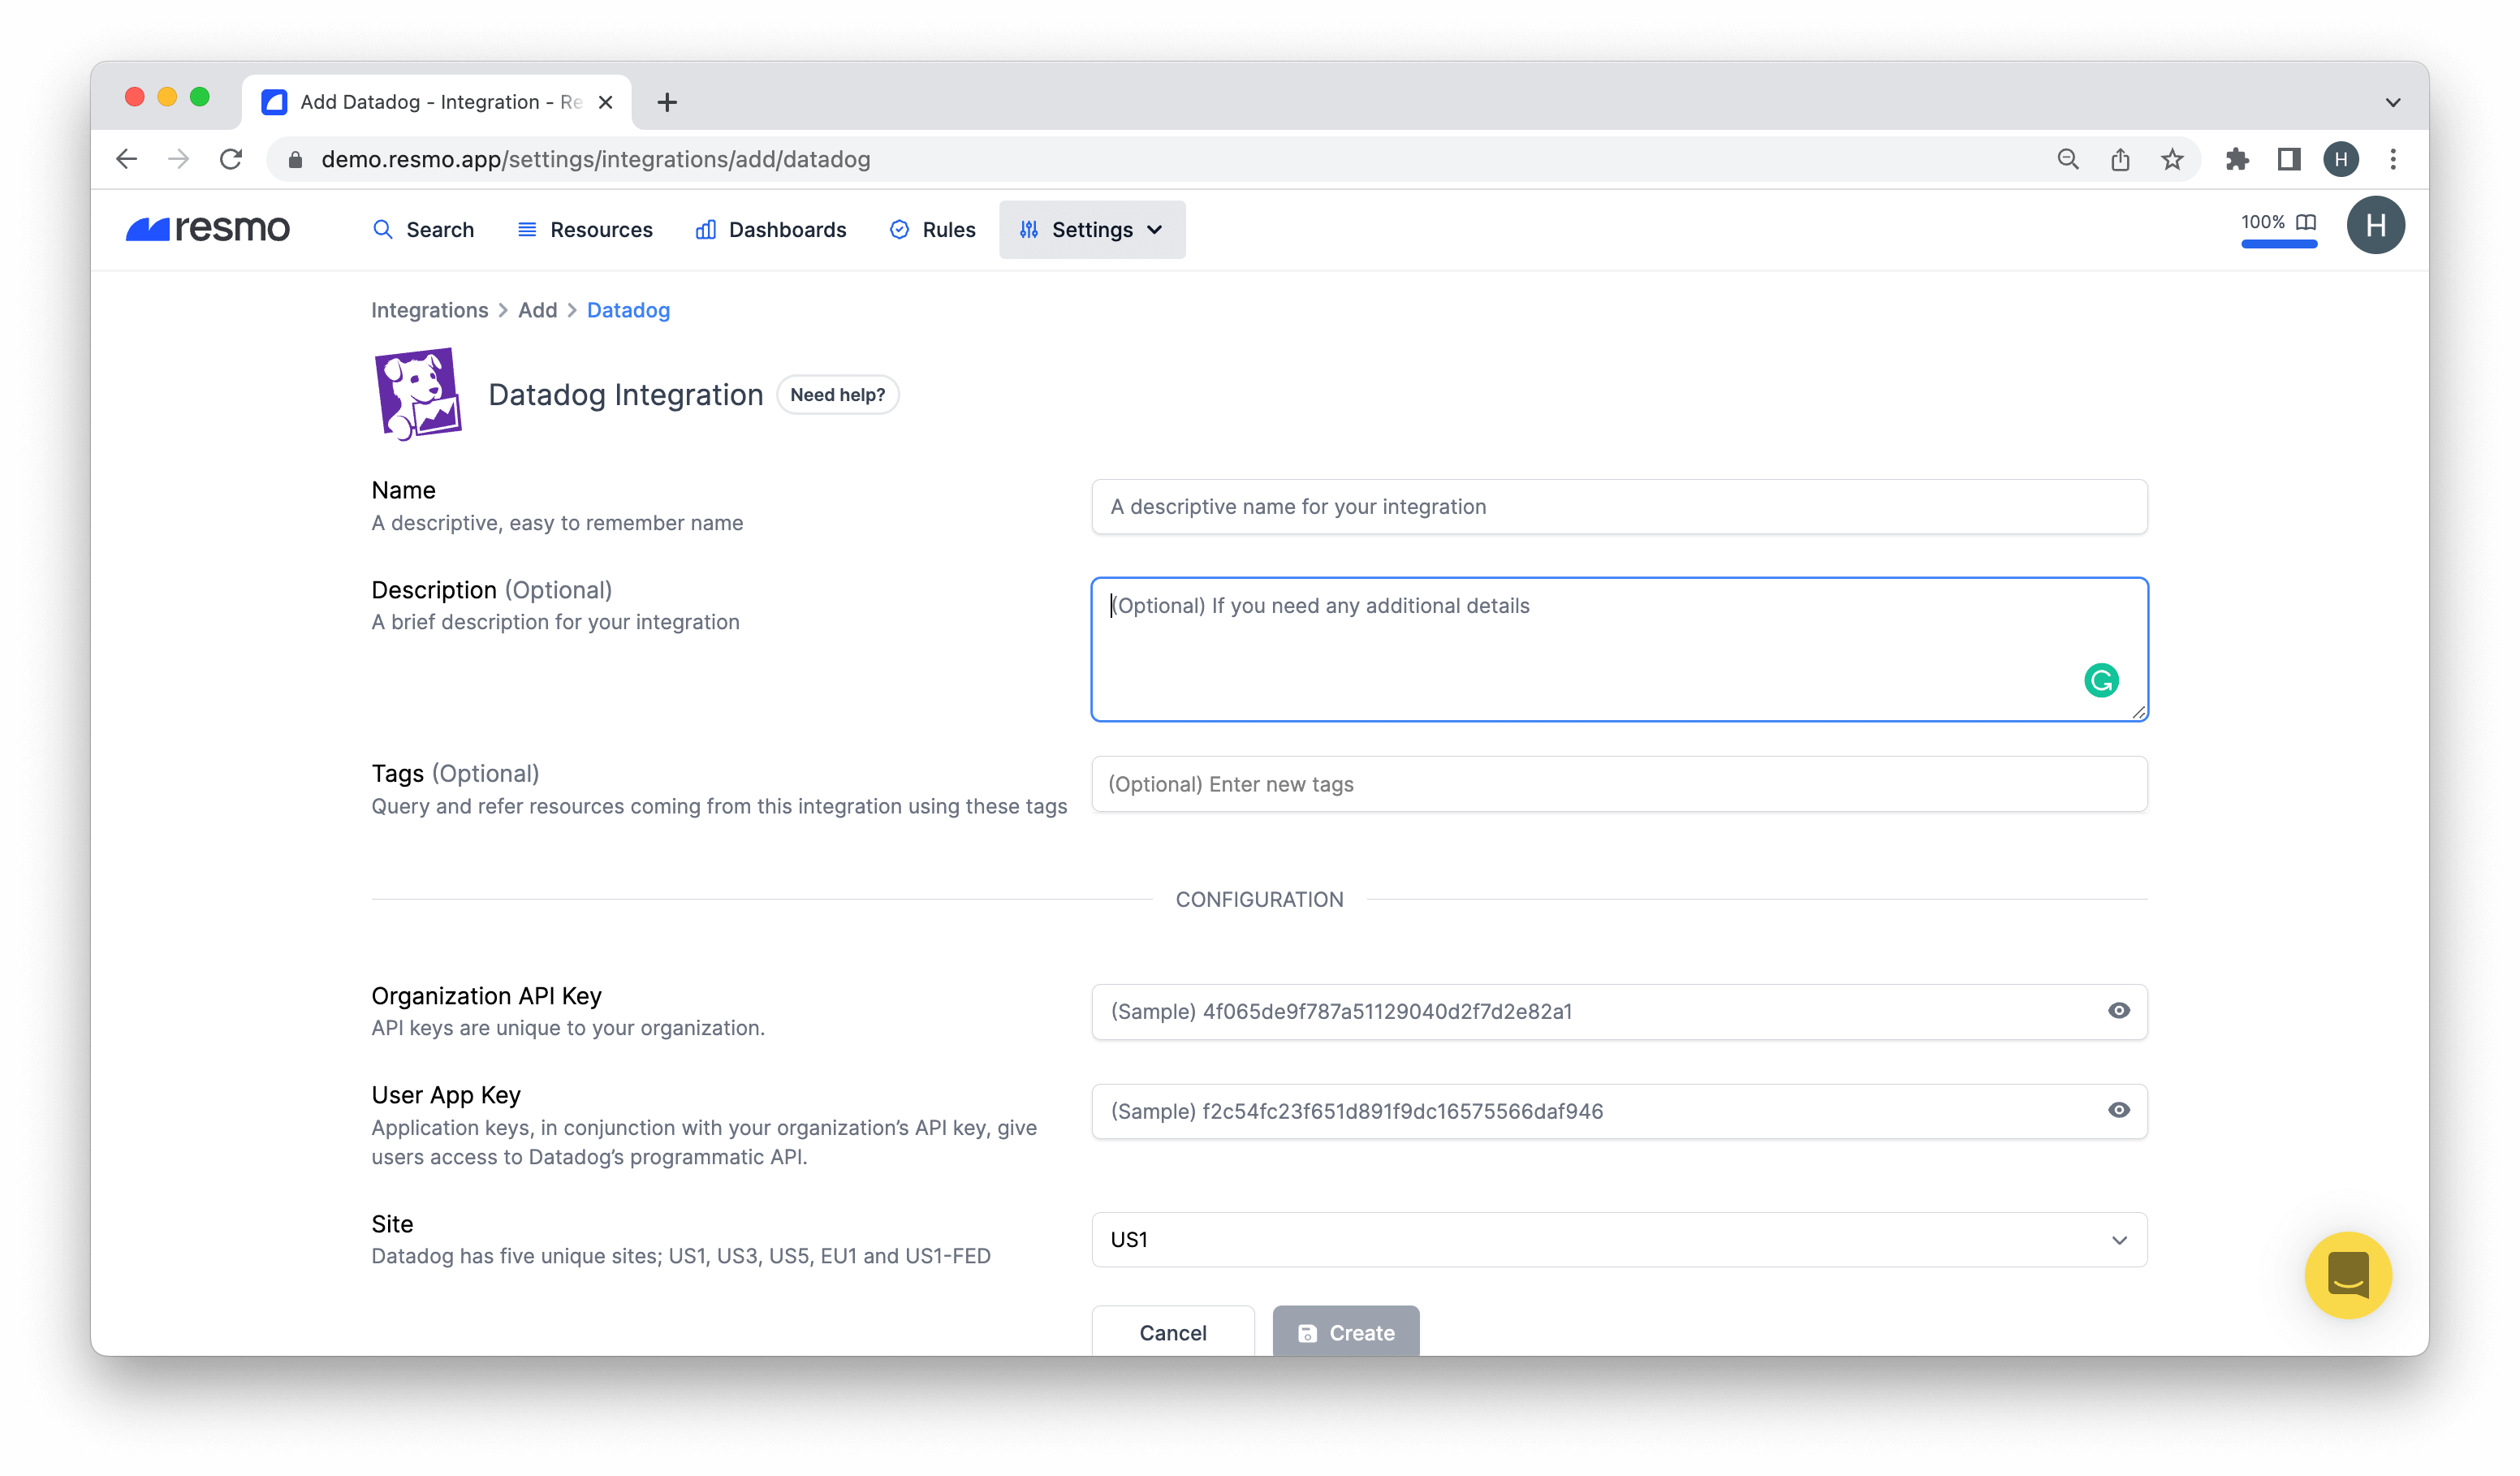 Add Datadog - Integration - Re
demo.resmo.app/settings/integrations/add/datadog
H
resmo
Search
Resources
Dashboards
Rules
Settings
100%
H
Integrations > Add > Datadog
Datadog Integration
Need help?
Name
A descriptive, easy to remember name
A descriptive name for your integration
Description (Optional)
A brief description for your integration
(Optional) If you need any additional details
Tags (Optional)
Query and refer resources coming from this integration using these tags
(Optional) Enter new tags
CONFIGURATION
Organization API Key
API keys are unique to your organization.
(Sample) 4f065de9f787a51129040d2f7d2e82a1
User App Key
Application keys, in conjunction with your organization’s API key, give
users access to Datadog’s programmatic API.
(Sample) f2c54fc23f651d891f9dc16575566daf946
Site
Datadog has five unique sites; US1, US3, US5, EU1 and US1-FED
US1
Cancel
Create